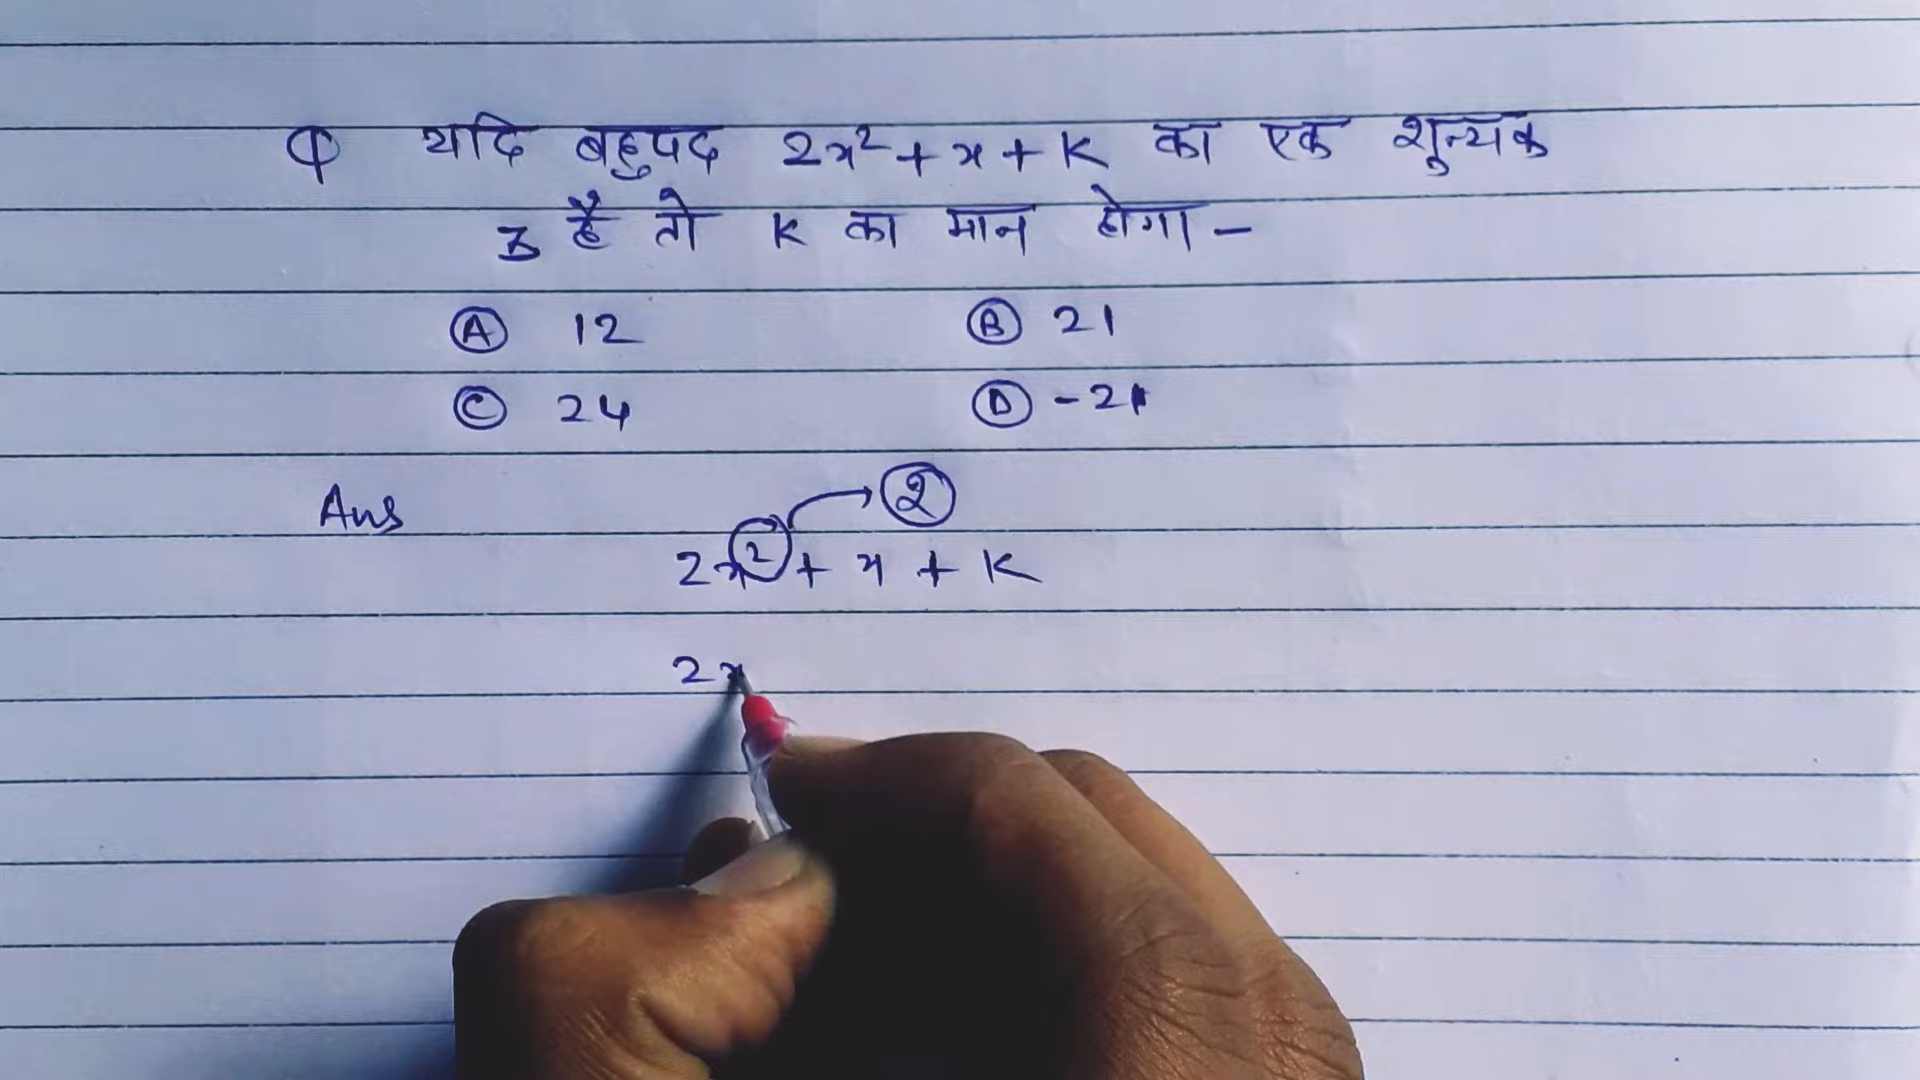 Q यदि बहुपद 2x² + x + K का एक शून्यक
3 है तो K का मान होगा -
Ⓐ 12 Ⓑ 21
Ⓒ 24 Ⓓ -21
Ans
②
2x² + x + K
2x